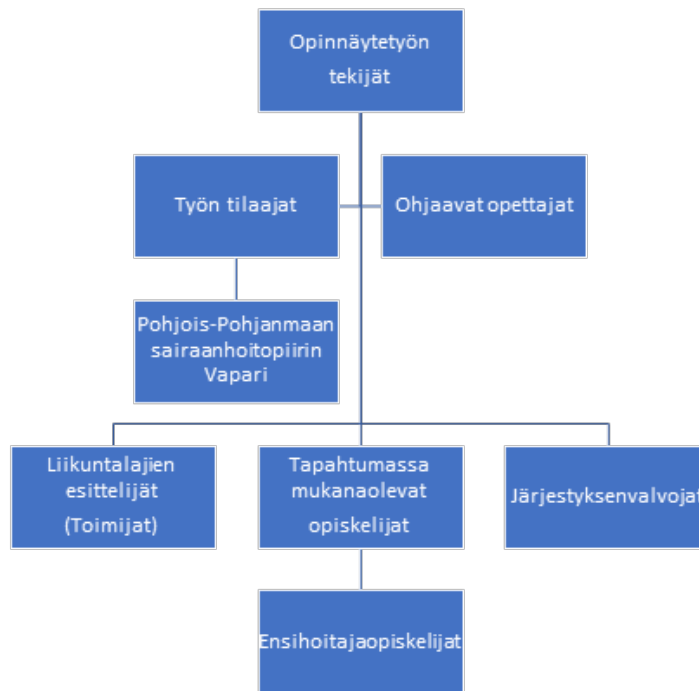 Opinnäytetyön
tekijät
Työn tilaajat
Ohjaavat opettajat
Pohjois-Pohjanmaan
sairaanhoitopiirin
Vapari
Liikuntalajien
esittelijät
(Toimijat)
Tapahtumassa
mukanaolevat
opiskelijat
Järjestyksenvalvojat
Ensihoitajaopiskelijat